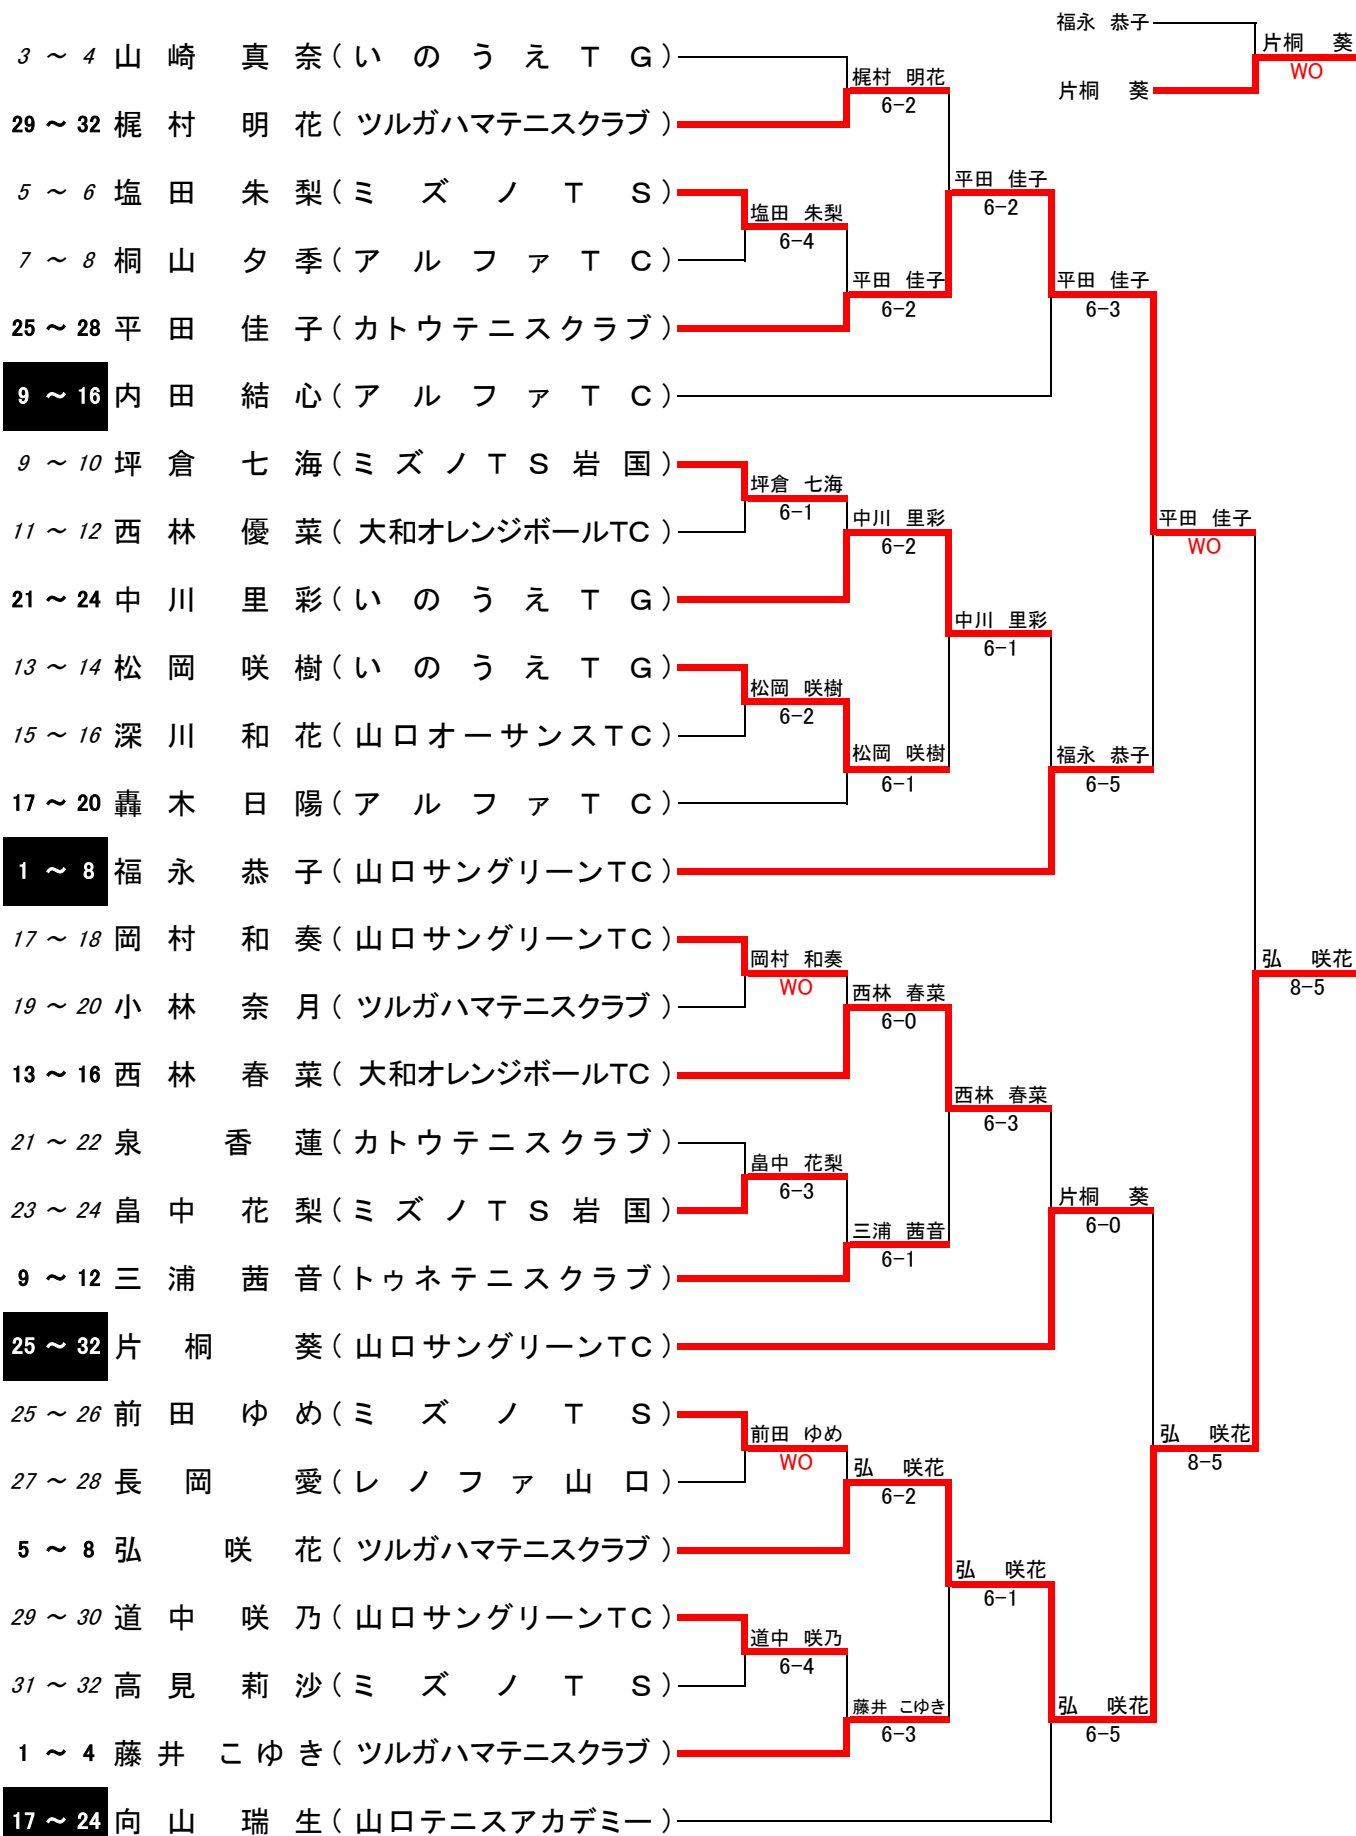 福永 恭子
片桐 葵
WO
片桐 葵
3 ～ 4 山崎 真奈(いのうえTG)
梶村 明花
6-2
29 ～ 32 梶村 明花(ツルガハマテニスクラブ)
5 ～ 6 塩田 朱梨(ミズノTS)
平田 佳子
6-2
塩田 朱梨
6-4
7 ～ 8 桐山 夕季(アルファTC)
平田 佳子
6-2
平田 佳子
6-3
25 ～ 28 平田 佳子(カトウテニスクラブ)
9 ～ 16 内田 結心(アルファTC)
9 ～ 10 坪倉 七海(ミズノTS岩国)
坪倉 七海
6-1
11 ～ 12 西林 優菜(大和オレンジボールTC)
中川 里彩
6-2
平田 佳子
WO
21 ～ 24 中川 里彩(いのうえTG)
中川 里彩
6-1
13 ～ 14 松岡 咲樹(いのうえTG)
松岡 咲樹
6-2
15 ～ 16 深川 和花(山口オーサンスTC)
松岡 咲樹
6-1
福永 恭子
6-5
17 ～ 20 轟木 日陽(アルファTC)
1 ～ 8 福永 恭子(山口サングリーンTC)
17 ～ 18 岡村 和奏(山口サングリーンTC)
岡村 和奏
WO
弘 咲花
8-5
19 ～ 20 小林 奈月(ツルガハマテニスクラブ)
西林 春菜
6-0
13 ～ 16 西林 春菜(大和オレンジボールTC)
西林 春菜
6-3
21 ～ 22 泉 香蓮(カトウテニスクラブ)
畠中 花梨
6-3
23 ～ 24 畠中 花梨(ミズノTS岩国)
片桐 葵
6-0
三浦 茜音
6-1
9 ～ 12 三浦 茜音(トゥネテニスクラブ)
25 ～ 32 片桐 葵(山口サングリーンTC)
25 ～ 26 前田 ゆめ(ミズノTS)
前田 ゆめ
WO
弘 咲花
8-5
27 ～ 28 長岡 愛(レノファ山口)
弘 咲花
6-2
5 ～ 8 弘 咲花(ツルガハマテニスクラブ)
弘 咲花
6-1
29 ～ 30 道中 咲乃(山口サングリーンTC)
道中 咲乃
6-4
31 ～ 32 高見 莉沙(ミズノTS)
藤井 こゆき
6-3
弘 咲花
6-5
1 ～ 4 藤井 こゆき(ツルガハマテニスクラブ)
17 ～ 24 向山 瑞生(山口テニスアカデミー)